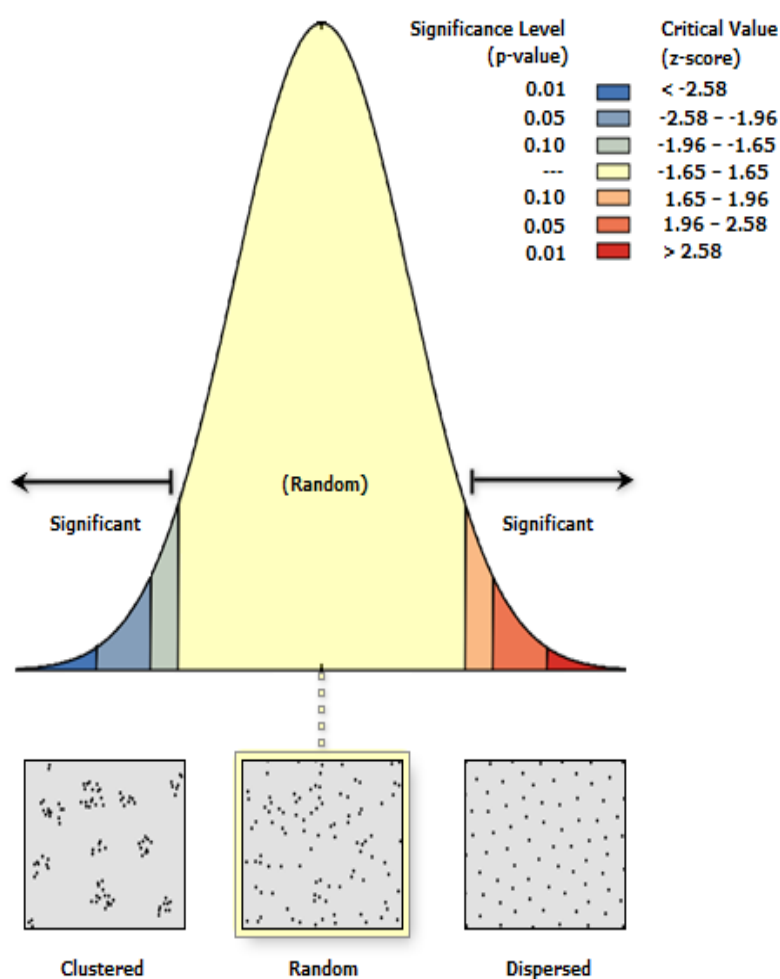 Significance Level Critical Value
(p-value) (z-score)
0.01 < -2.58
0.05 -2.58 – -1.96
0.10 -1.96 – -1.65
--- -1.65 – 1.65
0.10 1.65 – 1.96
0.05 1.96 – 2.58
0.01 > 2.58
(Random)
Significant Significant
Clustered Random Dispersed